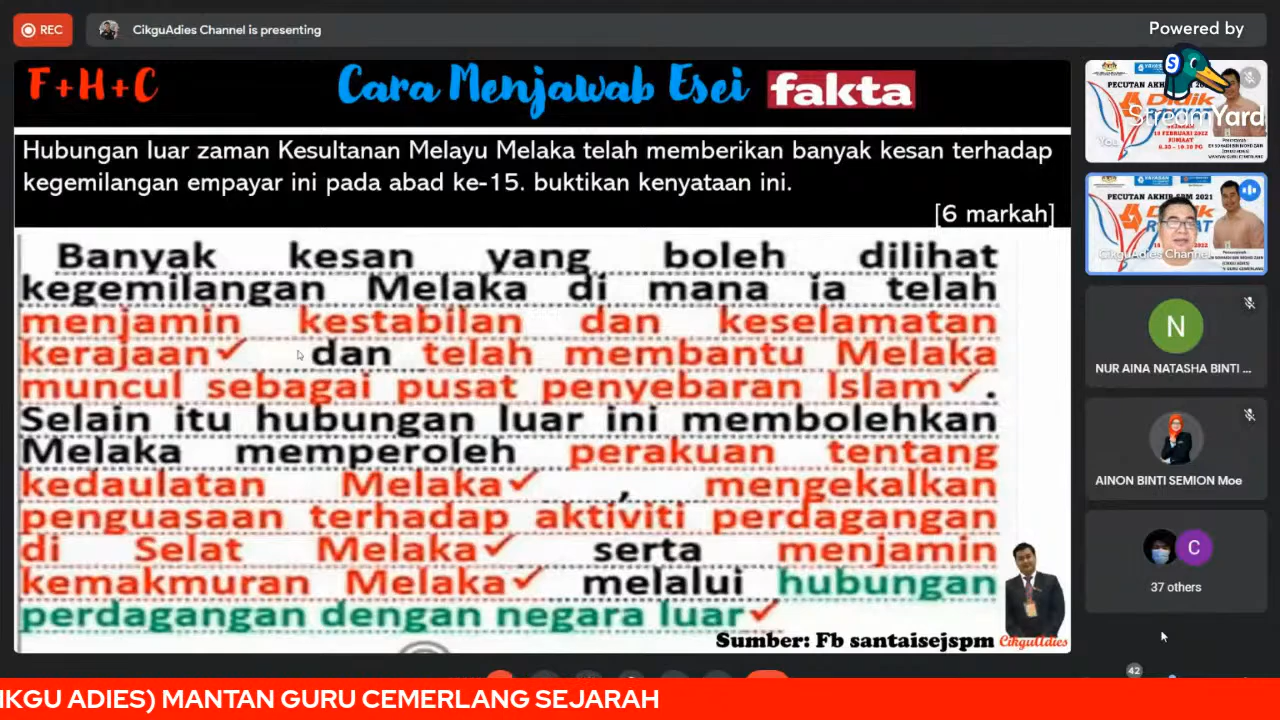 REC
CikguAdies Channel is presenting
Powered by
StreamYard
F+H+C
Cara Menjawab Esei fakta
Hubungan luar zaman Kesultanan Melayu Melaka telah memberikan banyak kesan terhadap
kegemilangan empayar ini pada abad ke-15. buktikan kenyataan ini.
[6 markah]
Banyak kesan yang boleh dilihat
kegemilangan Melaka di mana ia telah
menjamin kestabilan dan keselamatan
kerajaan✓ dan telah membantu Melaka
muncul sebagai pusat penyebaran Islam✓.
Selain itu hubungan luar ini membolehkan
Melaka memperoleh perakuan tentang
kedaulatan Melaka✓, mengekalkan
penguasaan terhadap aktiviti perdagangan
di Selat Melaka✓ serta menjamin
kemakmuran Melaka✓ melalui hubungan
perdagangan dengan negara luar✓
Sumber: Fb santaisejspm
CikguAdies
You
PECUTAN AKHIR SPM 2021
CikguAdies Channel
N
NUR AINA NATASHA BINTI ...
AINON BINTI SEMION Moe
C
37 others
42
IKGU ADIES) MANTAN GURU CEMERLANG SEJARAH